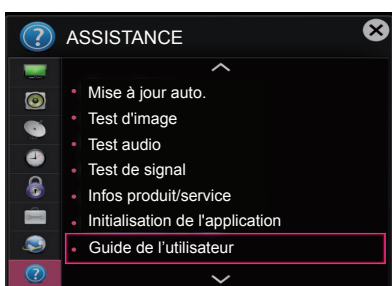 ASSISTANCE
Mise à jour auto.
Test d'image
Test audio
Test de signal
Infos produit/service
Initialisation de l'application
Guide de l’utilisateur